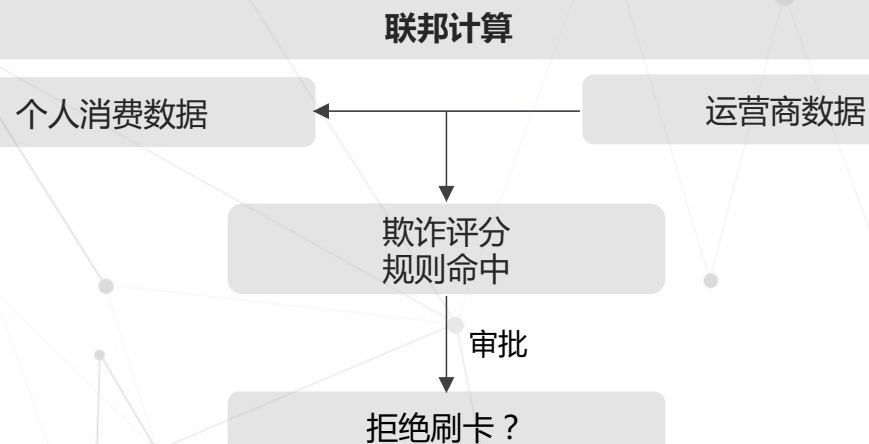 联邦计算
个人消费数据
运营商数据
欺诈评分
规则命中
审批
拒绝刷卡？